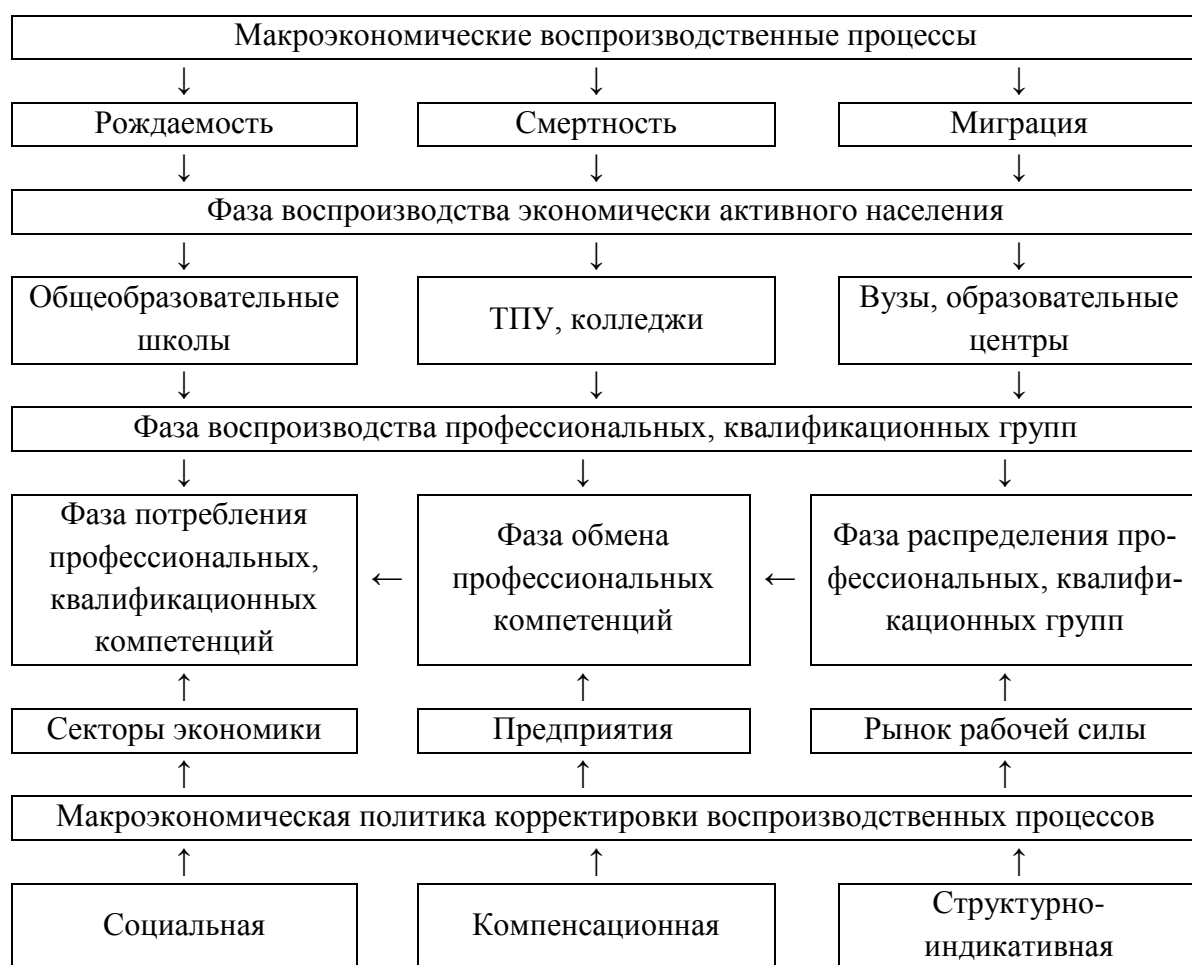 Макроэкономические воспроизводственные процессы
↓ ↓ ↓
Рождаемость Смертность Миграция
↓ ↓ ↓
Фаза воспроизводства экономически активного населения
↓ ↓ ↓
Общеобразовательные
школы
ТПУ, колледжи
Вузы, образовательные
центры
↓ ↓ ↓
Фаза воспроизводства профессиональных, квалификационных групп
↓ ↓ ↓
Фаза потребления
профессиональных,
квалификационных
компетенций
←
Фаза обмена
профессиональных
компетенций
←
Фаза распределения про-
фессиональных, квалифи-
кационных групп
↑ ↑ ↑
Секторы экономики Предприятия Рынок рабочей силы
↑ ↑ ↑
Макроэкономическая политика корректировки воспроизводственных процессов
↑ ↑ ↑
Социальная
Компенсационная
Структурно-
индикативная